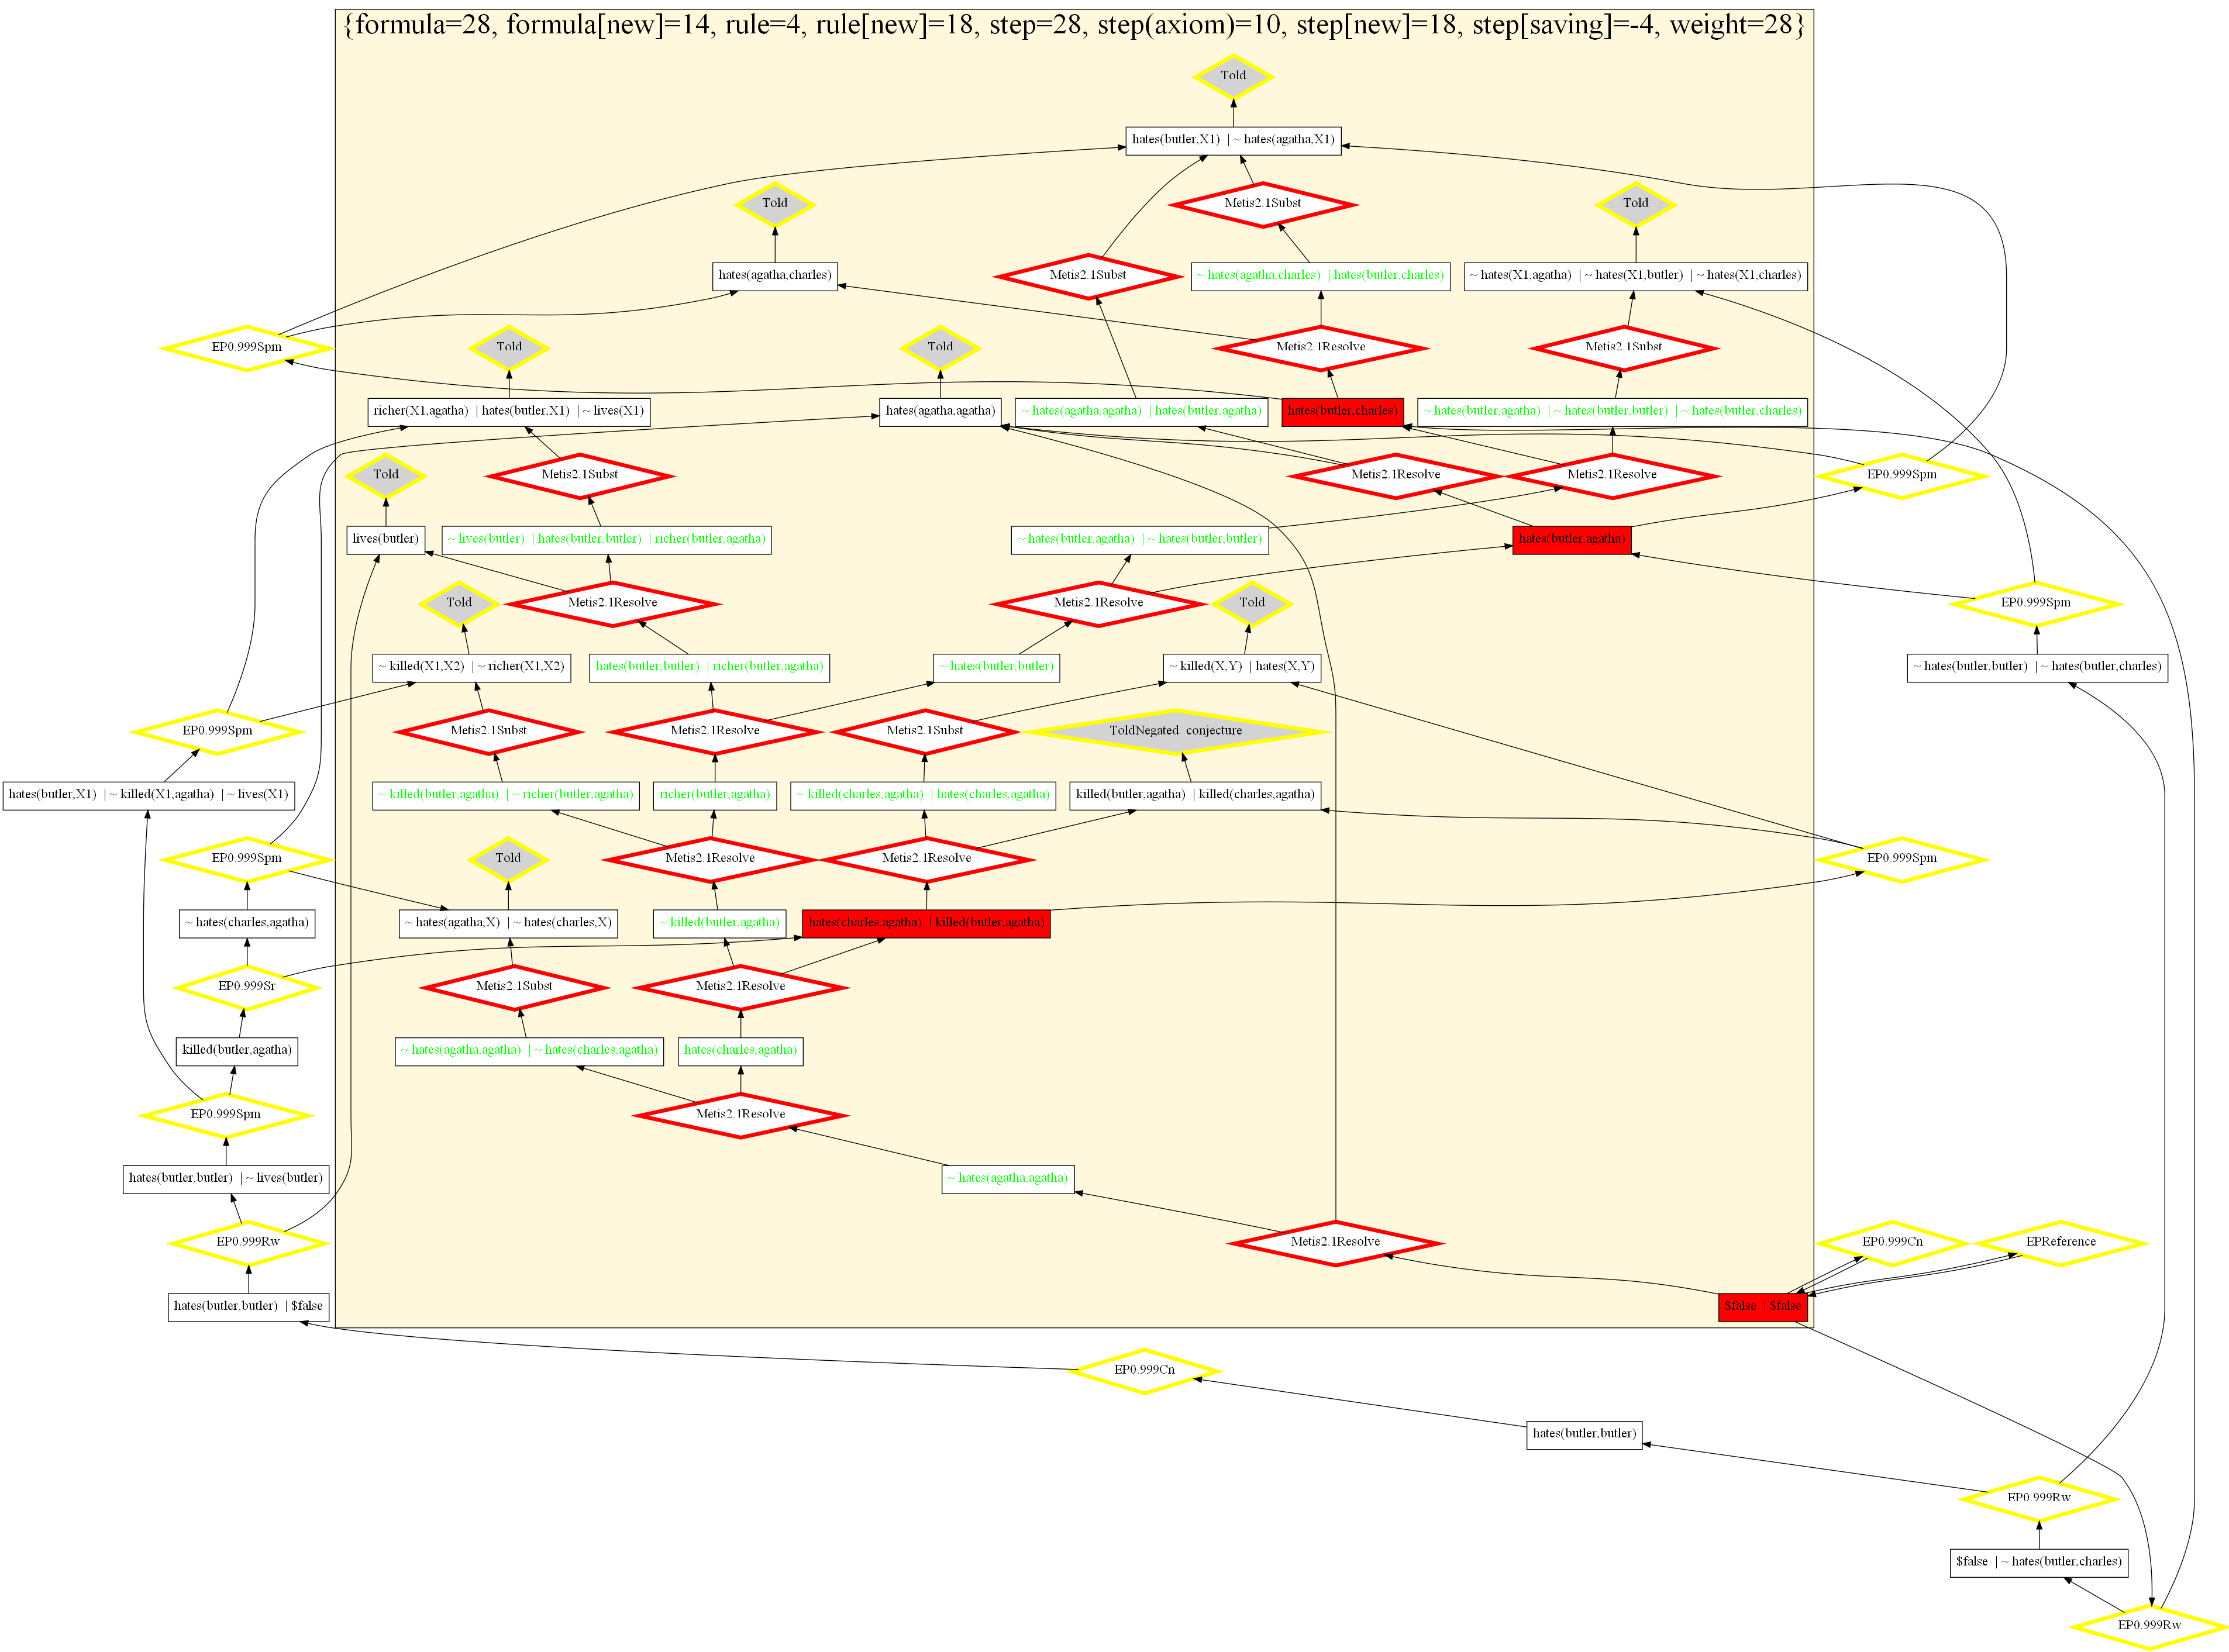 {formula=28, formula[new]=14, rule=4, rule[new]=18, step=28, step(axiom)=10, step[new]=18, step[saving]=-4, weight=28}
Told
hates(butler,X1) | ~ hates(agatha,X1)
Told
Metis2.1Subst
Told
hates(agatha,charles)
Metis2.1Subst
~ hates(agatha,charles) | hates(butler,charles)
~ hates(X1,agatha) | ~ hates(X1,butler) | ~ hates(X1,charles)
EP0.999Spm
Told
Told
Metis2.1Resolve
Metis2.1Subst
richer(X1,agatha) | hates(butler,X1) | ~ lives(X1)
hates(agatha,agatha)
~ hates(agatha,agatha) | hates(butler,agatha)
hates(butler,charles)
~ hates(butler,agatha) | ~ hates(butler,butler) | ~ hates(butler,charles)
Told
Metis2.1Subst
Metis2.1Resolve
Metis2.1Resolve
EP0.999Spm
lives(butler)
~ lives(butler) | hates(butler,butler) | richer(butler,agatha)
~ hates(butler,agatha) | ~ hates(butler,butler)
hates(butler,agatha)
Told
Metis2.1Resolve
Metis2.1Resolve
Told
EP0.999Spm
~ killed(X1,X2) | ~ richer(X1,X2)
hates(butler,butler) | richer(butler,agatha)
~ hates(butler,butler)
~ killed(X,Y) | hates(X,Y)
~ hates(butler,butler) | ~ hates(butler,charles)
EP0.999Spm
Metis2.1Subst
Metis2.1Resolve
Metis2.1Subst
ToldNegated_conjecture
hates(butler,X1) | ~ killed(X1,agatha) | ~ lives(X1)
~ killed(butler,agatha) | ~ richer(butler,agatha)
richer(butler,agatha)
~ killed(charles,agatha) | hates(charles,agatha)
killed(butler,agatha) | killed(charles,agatha)
EP0.999Spm
Told
Metis2.1Resolve
Metis2.1Resolve
EP0.999Spm
~ hates(charles,agatha)
~ hates(agatha,X) | ~ hates(charles,X)
~ killed(butler,agatha)
hates(charles,agatha) | killed(butler,agatha)
EP0.999Sr
Metis2.1Subst
Metis2.1Resolve
killed(butler,agatha)
~ hates(agatha,agatha) | ~ hates(charles,agatha)
hates(charles,agatha)
EP0.999Spm
Metis2.1Resolve
hates(butler,butler) | ~ lives(butler)
~ hates(agatha,agatha)
EP0.999Rw
Metis2.1Resolve
EP0.999Cn
EPReference
hates(butler,butler) | $false
$false | $false
EP0.999Cn
hates(butler,butler)
EP0.999Rw
$false | ~ hates(butler,charles)
EP0.999Rw